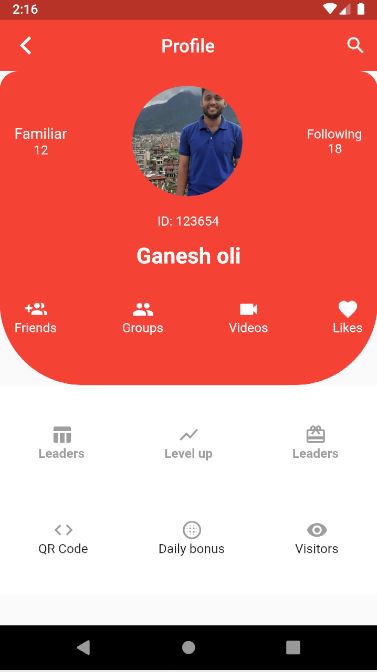 2:16
Profile
Familiar
12
Following
18
ID: 123654
Ganesh oli
Friends Groups Videos Likes
Leaders Level up Leaders
QR Code Daily bonus Visitors